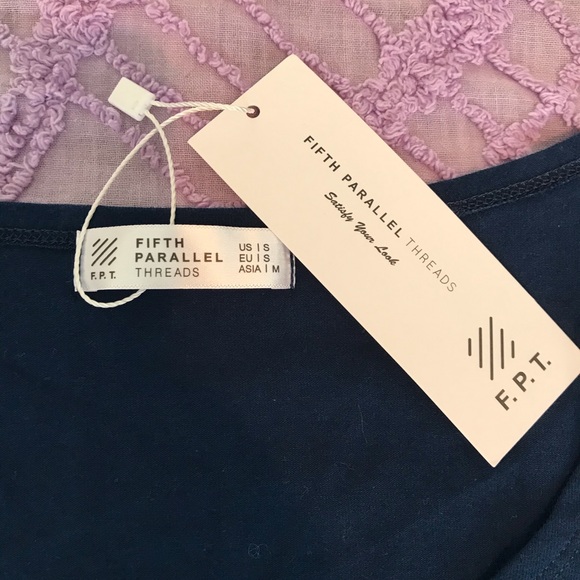 FIFTH PARALLEL THREADS
Satisfy Your Look
F.P.T.
F.P.T.
FIFTH
PARALLEL
THREADS
US | S
EU | S
ASIA | M